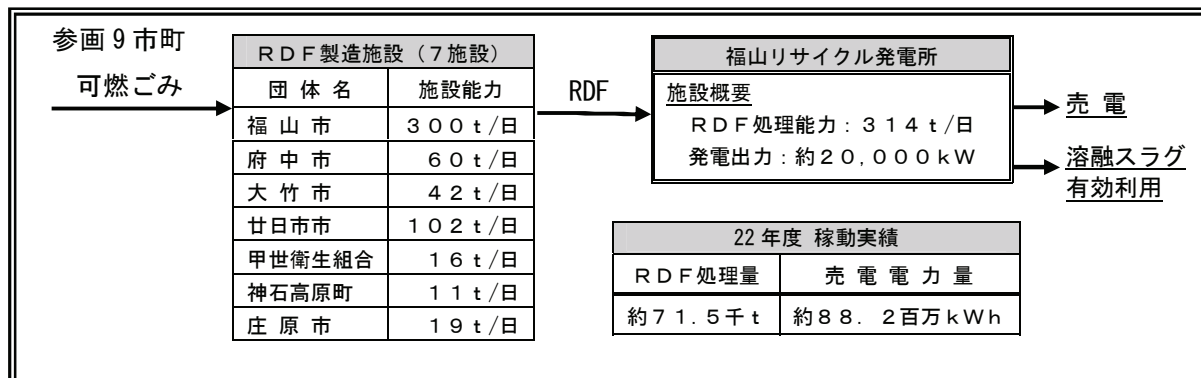 参画９市町
可燃ごみ
ＲＤＦ製造施設（７施設）
団 体 名 施設能力
福 山 市 ３００ｔ/日
府 中 市 ６０ｔ/日
大 竹 市 ４２ｔ/日
廿日市市 １０２ｔ/日
甲世衛生組合 １６ｔ/日
神石高原町 １１ｔ/日
庄 原 市 １９ｔ/日
RDF
福山リサイクル発電所
施設概要
ＲＤＦ処理能力：３１４ｔ/日
発電出力：約２０,０００ｋＷ
売 電
溶融スラグ
有効利用
22 年度 稼動実績
ＲＤＦ処理量 売 電 電 力 量
約７１.５千ｔ 約８８．２百万ｋＷｈ